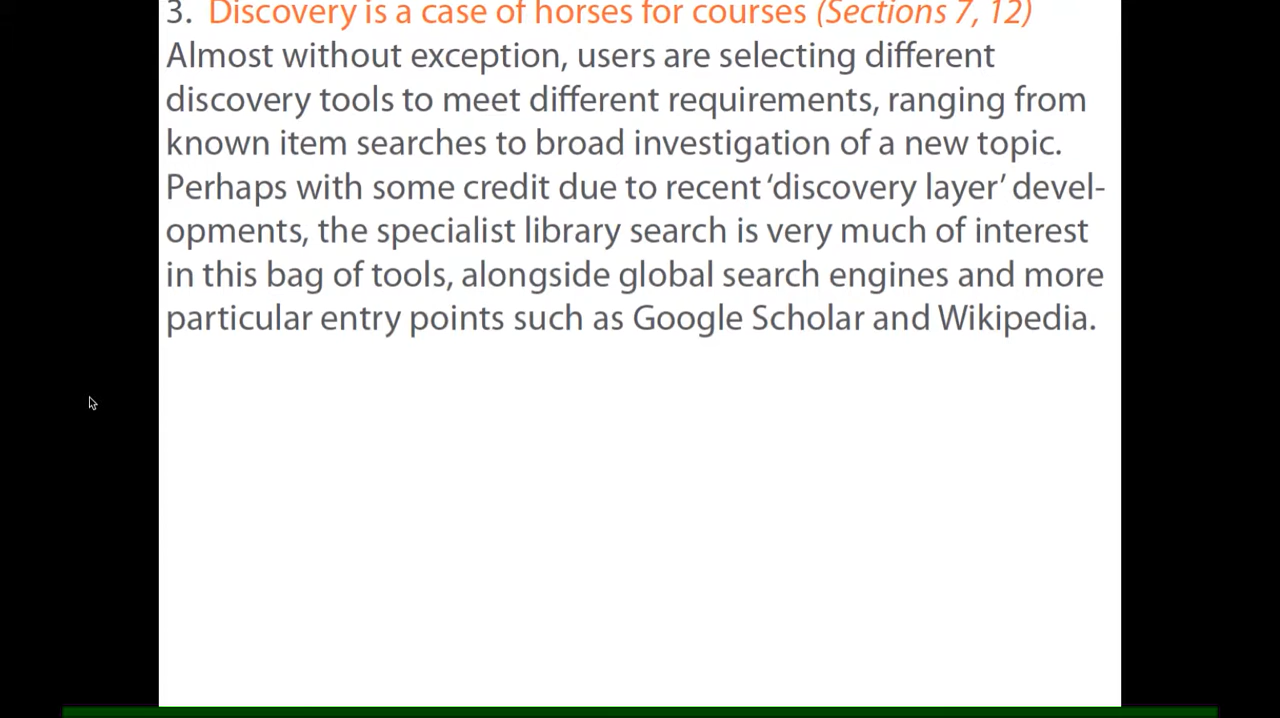 3. Discovery is a case of horses for courses (Sections 7, 12)
Almost without exception, users are selecting different
discovery tools to meet different requirements, ranging from
known item searches to broad investigation of a new topic.
Perhaps with some credit due to recent ‘discovery layer’ devel-
opments, the specialist library search is very much of interest
in this bag of tools, alongside global search engines and more
particular entry points such as Google Scholar and Wikipedia.